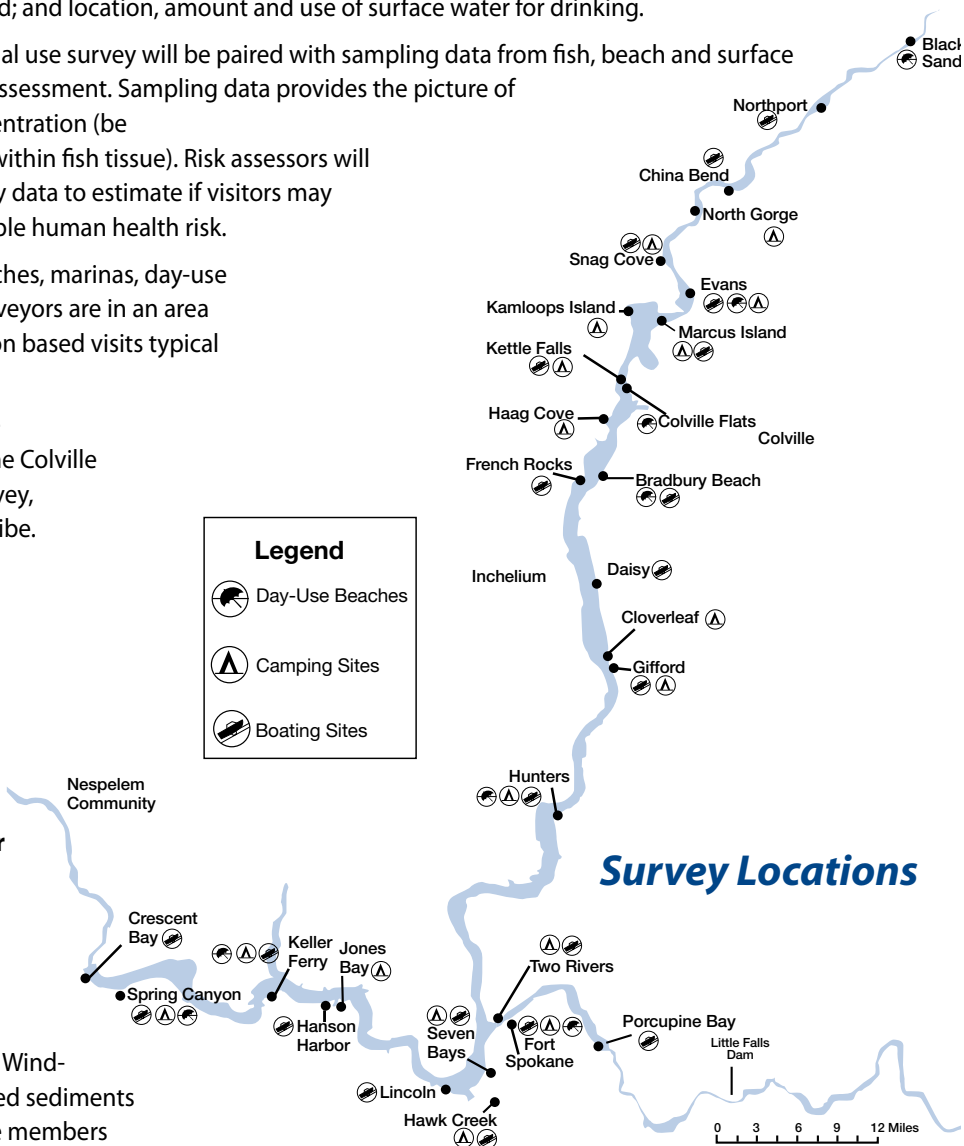 d; and location, amount and use of surface water for drinking.
al use survey will be paired with sampling data from fish, beach and surface
ssessment. Sampling data provides the picture of
entration (be
within fish tissue). Risk assessors will
y data to estimate if visitors may
ble human health risk.
ches, marinas, day-use
veyors are in an area
on based visits typical
e Colville
vey,
ibe.
r
Wind-
ed sediments
e members
Black
Sand
Northport
China Bend
North Gorge
Snag Cove
Evans
Kamloops Island
Marcus Island
Kettle Falls
Haag Cove
Colville Flats
Colville
French Rocks
Bradbury Beach
Inchelium
Daisy
Cloverleaf
Gifford
Legend
Day-Use Beaches
Camping Sites
Boating Sites
Hunters
Nespelem
Community
Survey Locations
Crescent
Bay
Spring Canyon
Keller
Ferry
Jones
Bay
Hanson
Harbor
Two Rivers
Seven
Bays
Fort
Spokane
Porcupine Bay
Little Falls
Dam
Lincoln
Hawk Creek
0 3 6 9 12 Miles